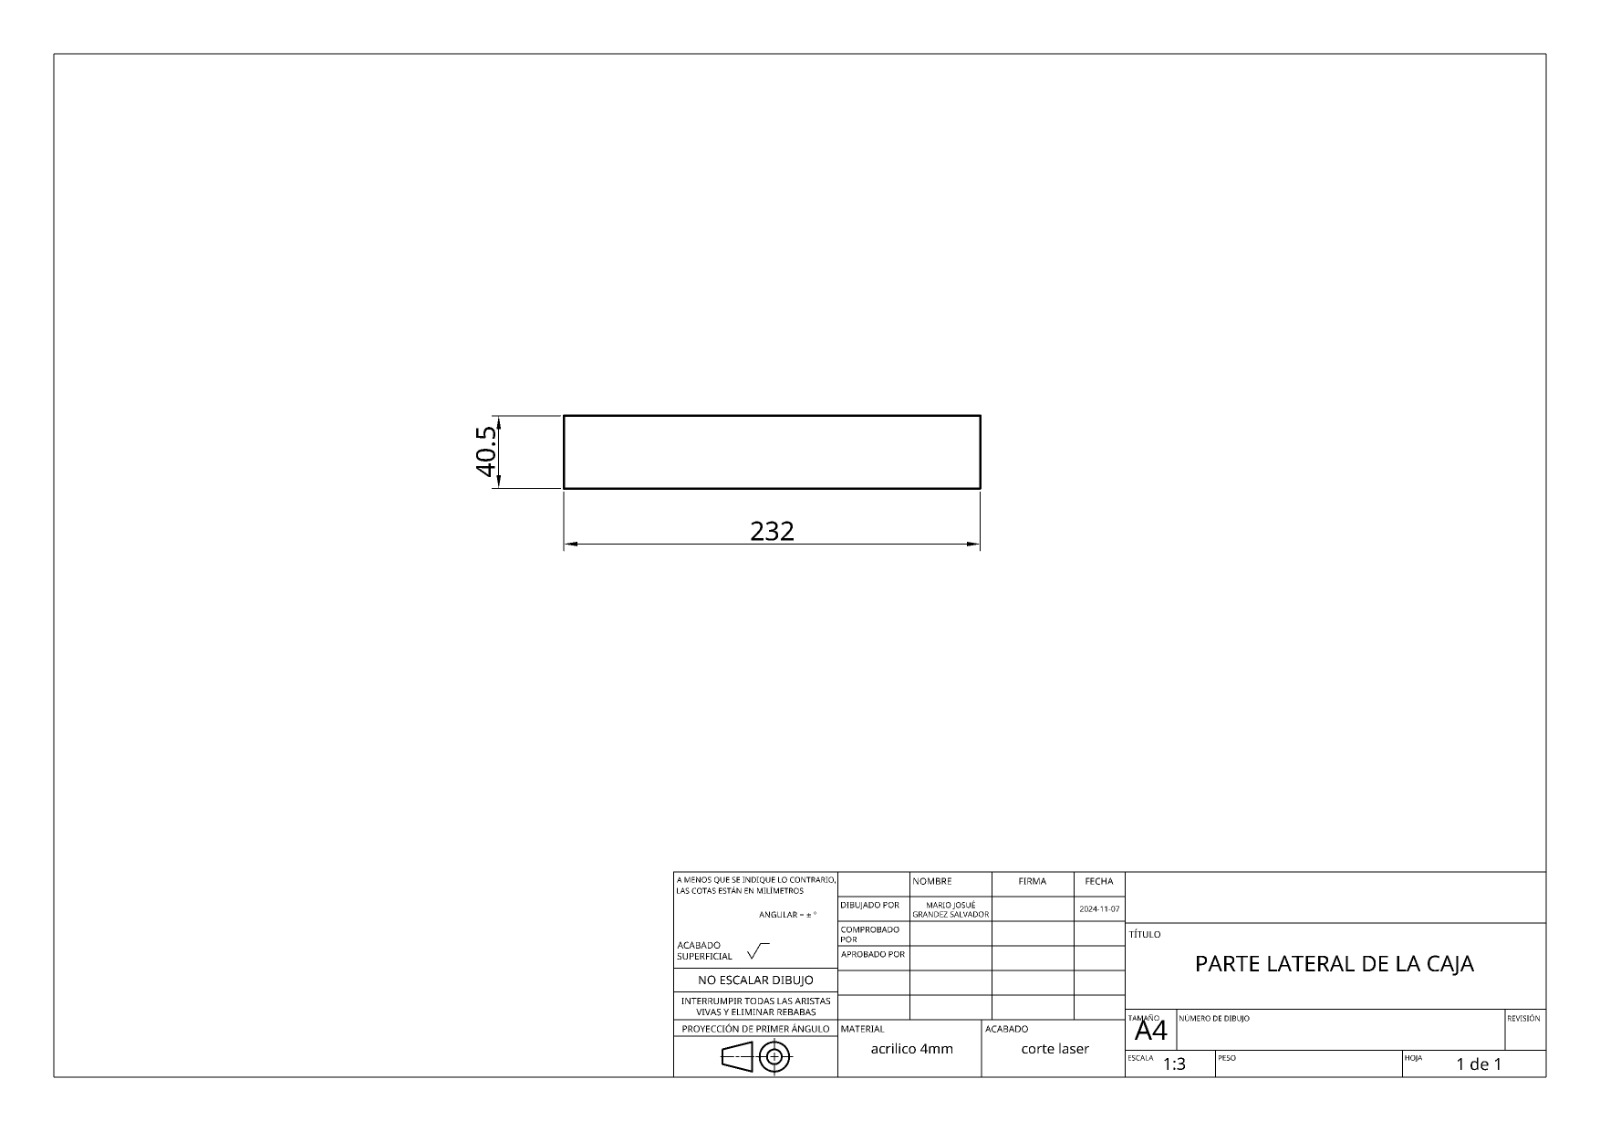 40.5
232
A MENOS QUE SE INDIQUE LO CONTRARIO,
LAS COTAS ESTÁN EN MILÍMETROS
ANGULAR = ± °
ACABADO
SUPERFICIAL
NO ESCALAR DIBUJO
INTERRUMPIR TODAS LAS ARISTAS
VIVAS Y ELIMINAR REBABAS
PROYECCIÓN DE PRIMER ÁNGULO
NOMBRE
FIRMA
FECHA
DIBUJADO POR
MARIO JOSUÉ
GRANDEZ SALVADOR
2024-11-07
COMPROBADO
POR
APROBADO POR
MATERIAL
acrilico 4mm
ACABADO
corte laser
TÍTULO
PARTE LATERAL DE LA CAJA
TAMAÑO
A4
NÚMERO DE DIBUJO
REVISIÓN
ESCALA
1:3
PESO
HOJA
1 de 1